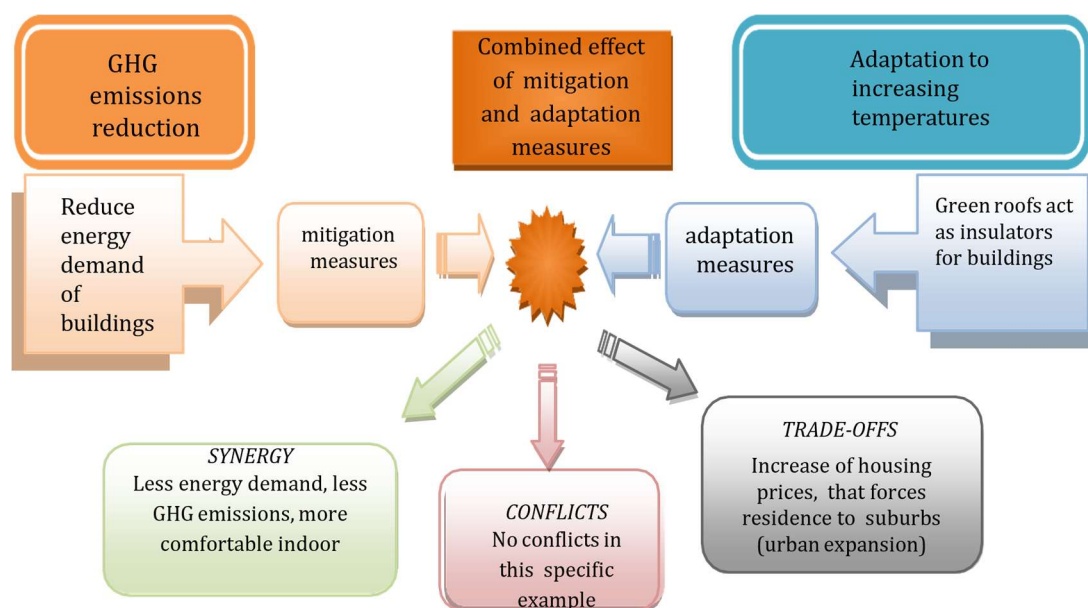 GHG
emissions
reduction
Combined effect
of mitigation
and adaptation
measures
Adaptation to
increasing
temperatures
Reduce
energy
demand
of
buildings
mitigation
measures
adaptation
measures
Green roofs act
as insulators
for buildings
SYNERGY
Less energy demand, less
GHG emissions, more
comfortable indoor
CONFLICTS
No conflicts in
this specific
example
TRADE-OFFS
Increase of housing
prices, that forces
residence to suburbs
(urban expansion)